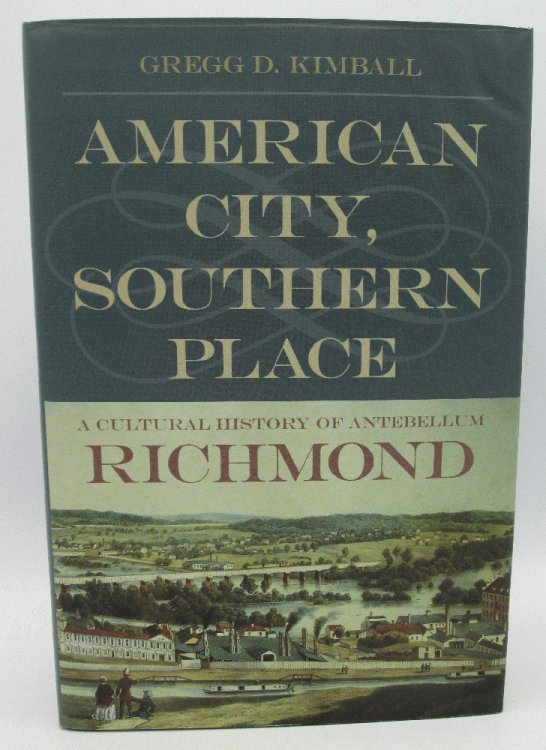 GREGG D. KIMBALL
AMERICAN
CITY,
SOUTHERN
PLACE
A CULTURAL HISTORY OF ANTEBELLUM
RICHMOND